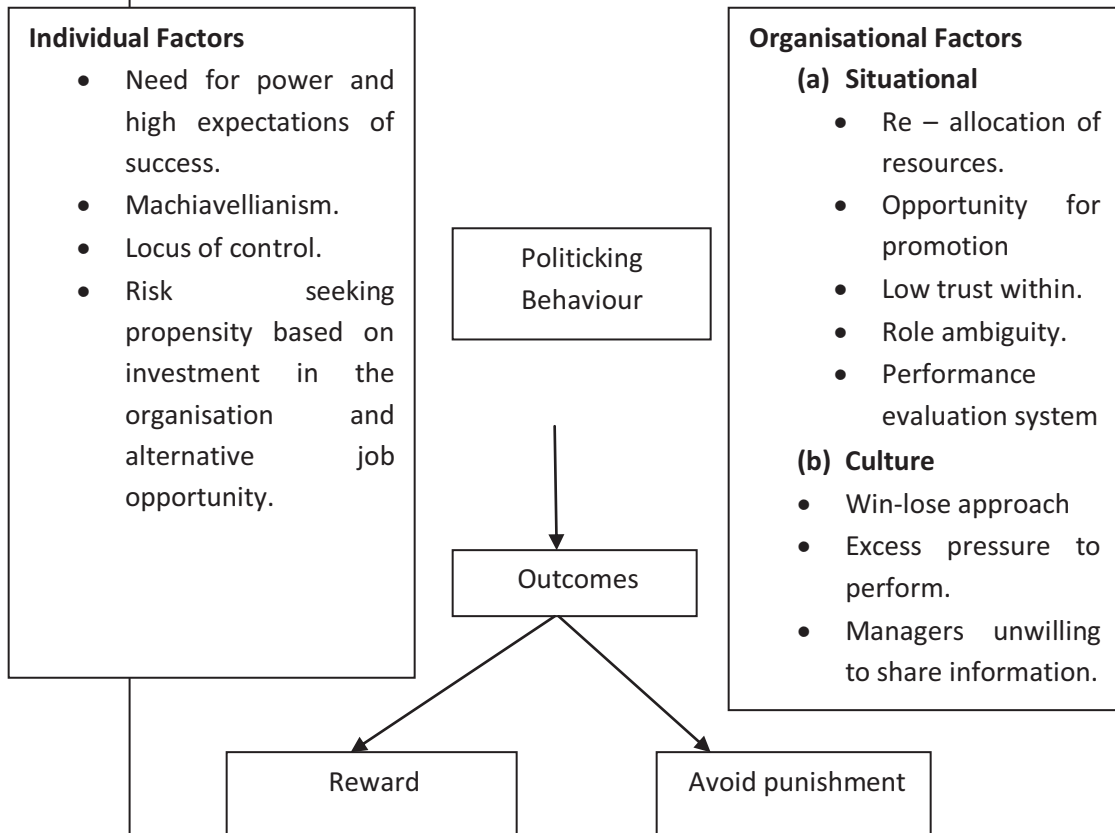 Individual Factors
• Need for power and
high expectations of
success.
• Machiavellianism.
• Locus of control.
• Risk seeking
propensity based on
investment in the
organisation and
alternative job
opportunity.
Politicking
Behaviour
Outcomes
Reward
Avoid punishment
Organisational Factors
(a) Situational
• Re – allocation of
resources.
• Opportunity for
promotion
• Low trust within.
• Role ambiguity.
• Performance
evaluation system
(b) Culture
• Win-lose approach
• Excess pressure to
perform.
• Managers unwilling
to share information.